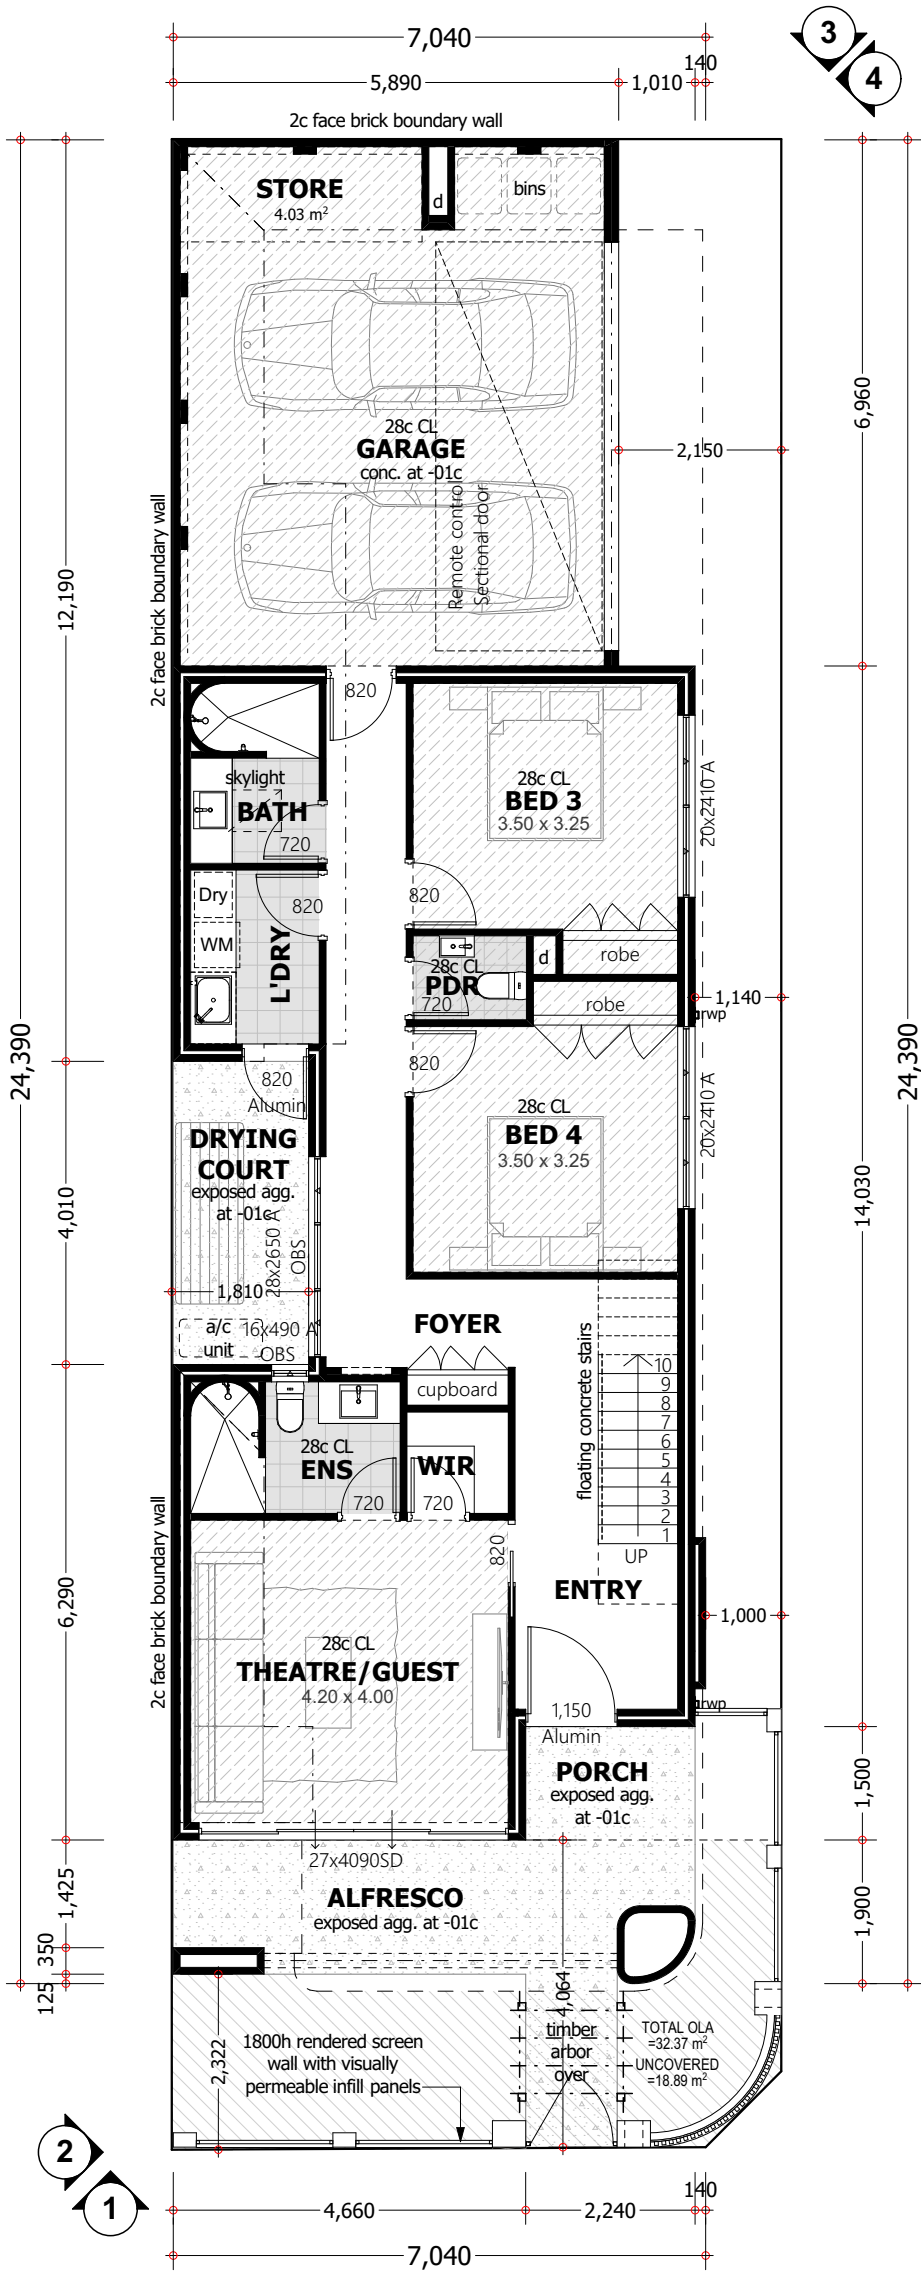 7,040
140
5,890
1,010
3
4
2c face brick boundary wall
STORE
4.03 m²
d
bins
28c CL
GARAGE
conc. at -01c
Remote control
Sectional door
2,150
6,960
12,190
2c face brick boundary wall
820
skylight
BATH
720
28c CL
BED 3
3.50 x 3.25
20x2410 A
Dry
WM
L'DRY
820
820
28c CL
PDR
720
d
robe
robe
1,140
rwp
24,390
24,390
820
Alumin
820
28c CL
BED 4
3.50 x 3.25
20x2410 A
DRYING
COURT
exposed agg.
at -01c
28x2650 A
OBS
4,010
14,030
1,810
a/c
unit
16x490 A
OBS
FOYER
cupboard
floating concrete stairs
10
9
8
7
6
5
4
3
2
1
UP
28c CL
ENS
720
WIR
720
820
ENTRY
2c face brick boundary wall
6,290
28c CL
THEATRE/GUEST
4.20 x 4.00
1,000
rwp
1,150
Alumin
PORCH
exposed agg.
at -01c
1,500
27x4090SD
ALFRESCO
exposed agg. at -01c
1,425
1,900
350
125
4,064
2,322
1800h rendered screen
wall with visually
permeable infill panels
timber
arbor
over
TOTAL OLA
=32.37 m²
UNCOVERED
=18.89 m²
2
1
4,660
2,240
140
7,040